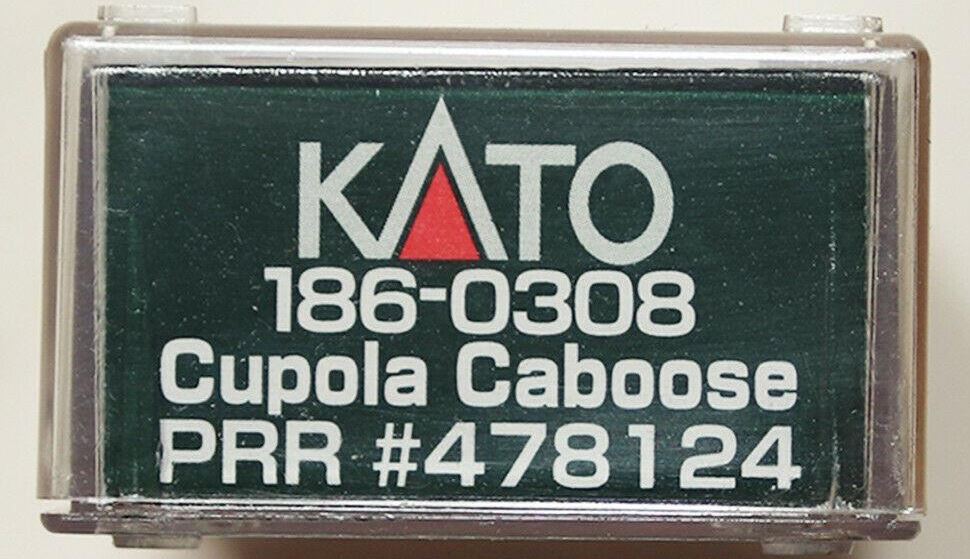 KATO
186-0308
Cupola Caboose
PRR #478124